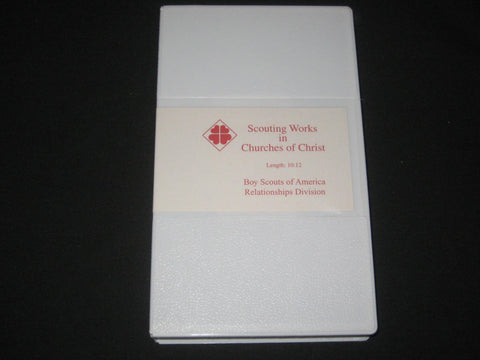 Scouting Works
in
Churches of Christ
Length: 10:12
Boy Scouts of America
Relationships Division